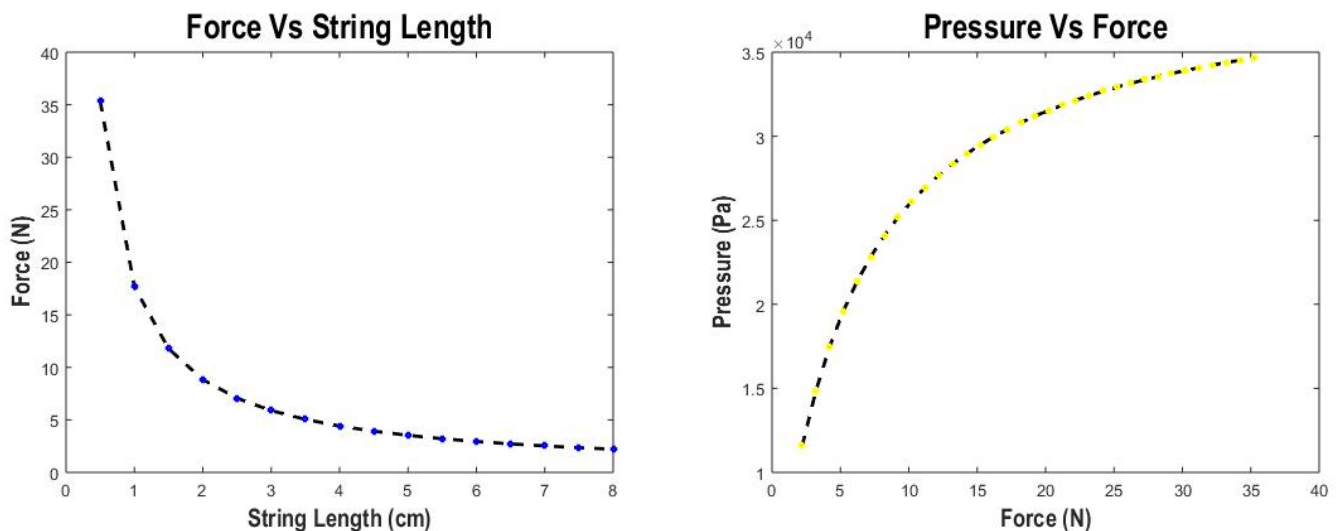 Force Vs String Length
40
35
30
25
20
15
10
5
0
Force (N)
0 1 2 3 4 5 6 7 8
String Length (cm)
Pressure Vs Force
×10⁴
3.5
3
2.5
2
1.5
1
Pressure (Pa)
0 5 10 15 20 25 30 35 40
Force (N)